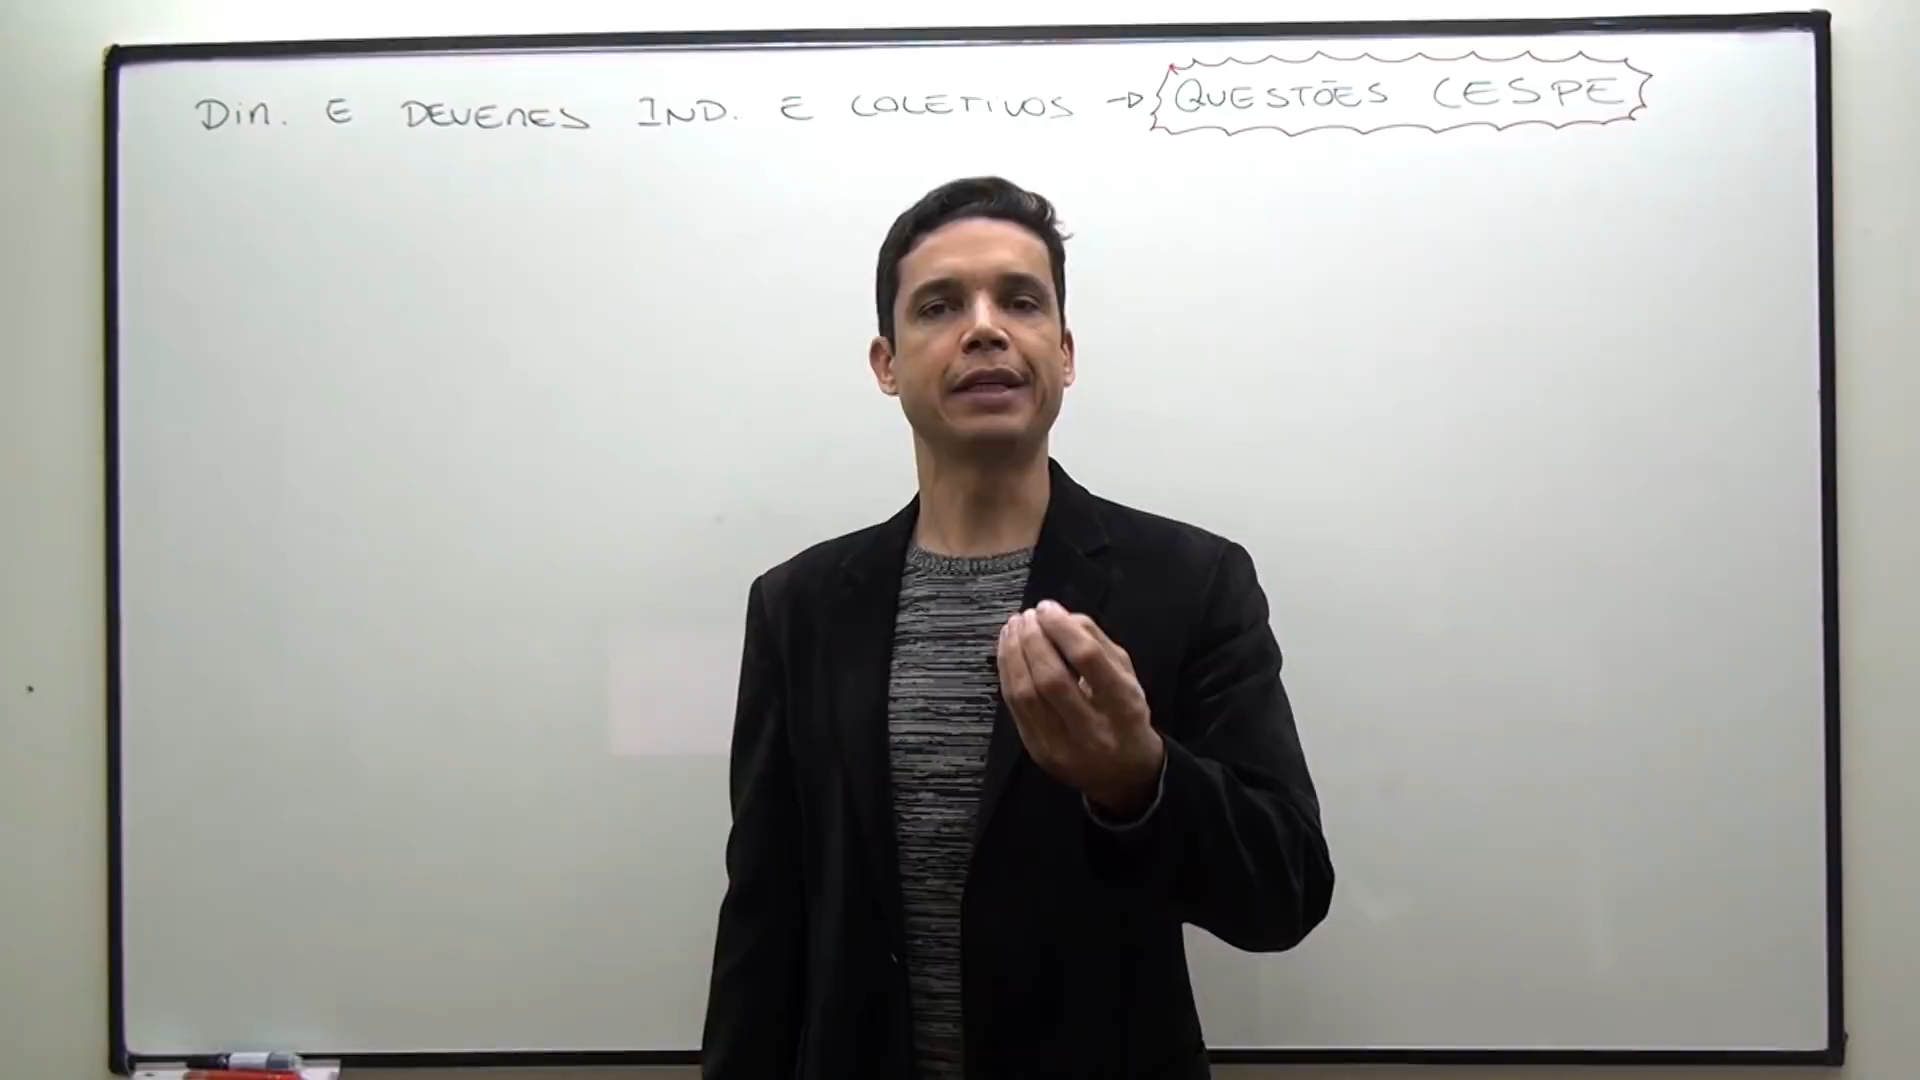 Dir. E DEVERES IND. E COLETIVOS → QUESTÕES CESPE